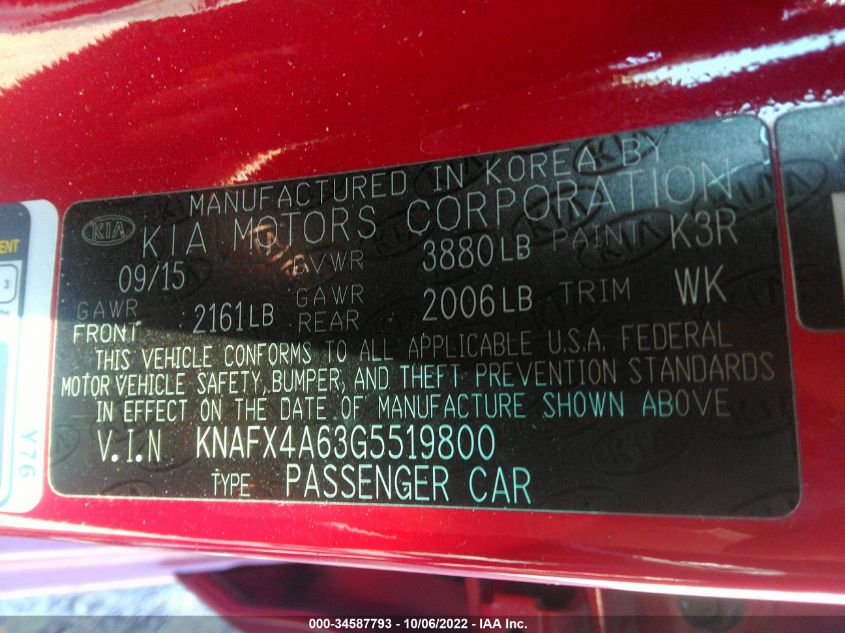 MANUFACTURED IN KOREA BY
KIA KIA MOTORS CORPORATION
09/15 GVWR 3880LB PAINT K3R
GAWR FRONT 2161LB GAWR REAR 2006LB TRIM WK
THIS VEHICLE CONFORMS TO ALL APPLICABLE U.S.A. FEDERAL
MOTOR VEHICLE SAFETY, BUMPER, AND THEFT PREVENTION STANDARDS
IN EFFECT ON THE DATE OF MANUFACTURE SHOWN ABOVE
V.I.N KNAFX4A63G5519800
TYPE PASSENGER CAR
3
Y76
000-34587793 - 10/06/2022 - IAA Inc.